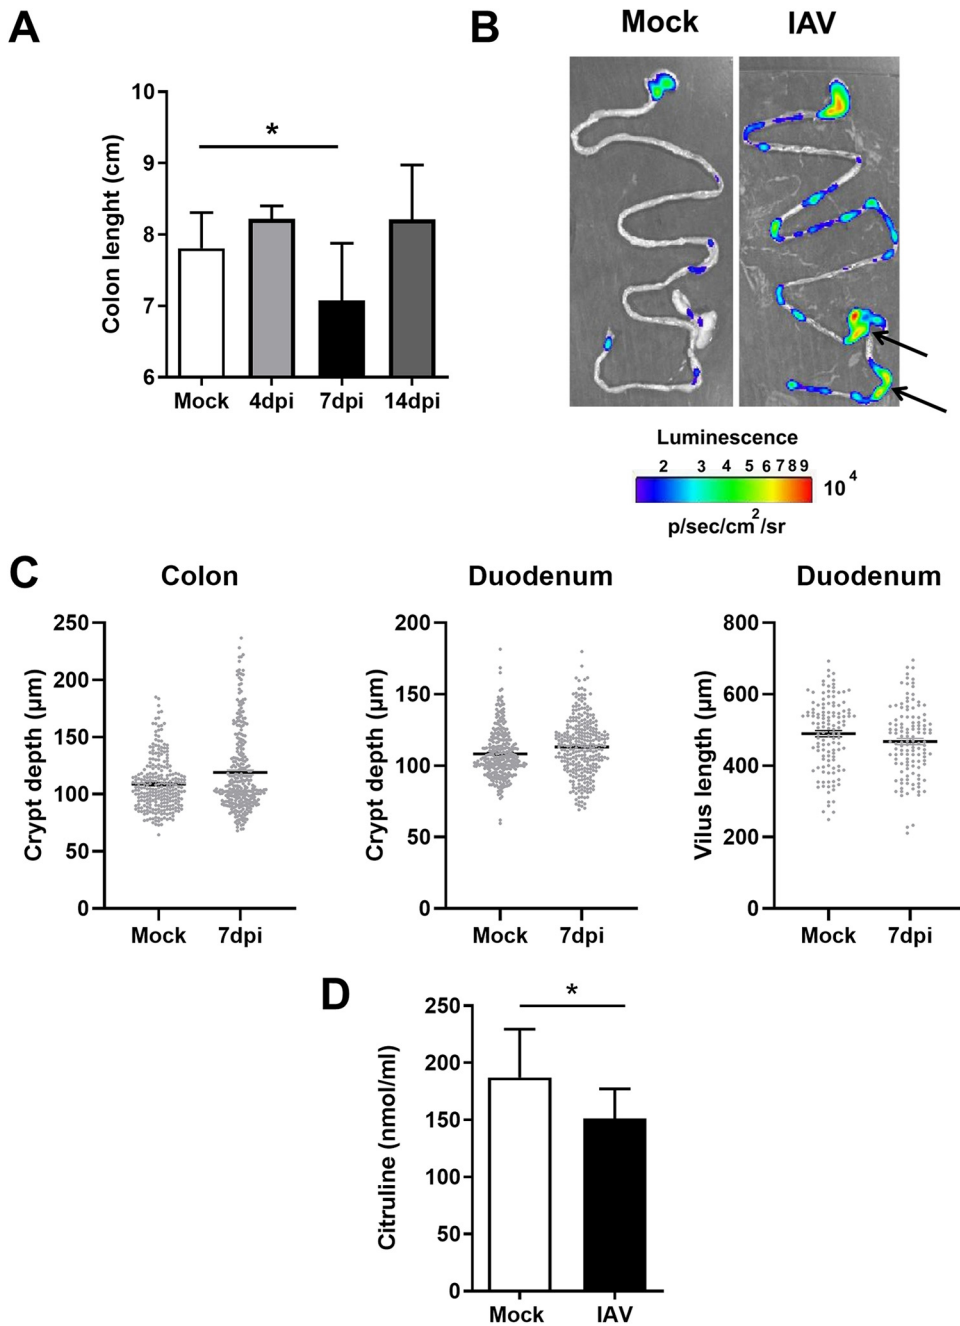 A
Colon lenght (cm)
10
9
8
7
6
*
Mock 4dpi 7dpi 14dpi
B
Mock IAV
Luminescence
2 3 4 5 6 7 8 9
10^4
p/sec/cm^2/sr
C
Colon
Crypt depth (μm)
250
200
150
100
50
0
Mock 7dpi
Duodenum
Crypt depth (μm)
200
150
100
50
0
Mock 7dpi
Duodenum
Vilus length (μm)
800
600
400
200
0
Mock 7dpi
D
Citruline (nmol/ml)
250
200
150
100
50
0
*
Mock IAV